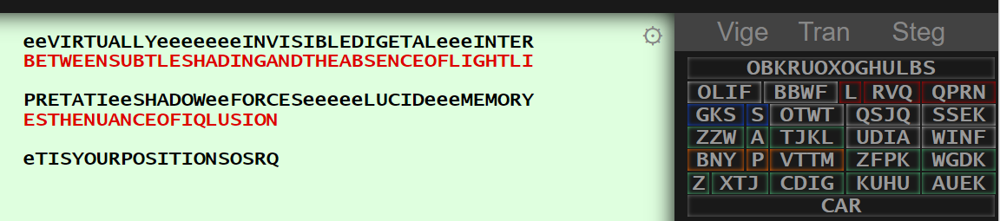 eeVIRTUALLYeeeeeeeINVISIBLEDIGETALeeeINTER
BETWEENSUBTLESHADINGANDTHEABSENCEOFLIGHTLI
PRETATIeeSHADOWeeFORCESeeeeeLUCIDeeeMEMORY
ESTHENUANCEOFIQLUSION
eTISYOURPOSITIONSOSRQ
Vige Tran Steg
OBKRUOXOGHULBS
OLIF BBWF L RVQ QPRN
GKS S OTWT QSJQ SSEK
ZZW A TJKL UDIA WINF
BNY P VTTM ZFPK WGDK
Z XTJ CDIG KUHU AUEK
CAR